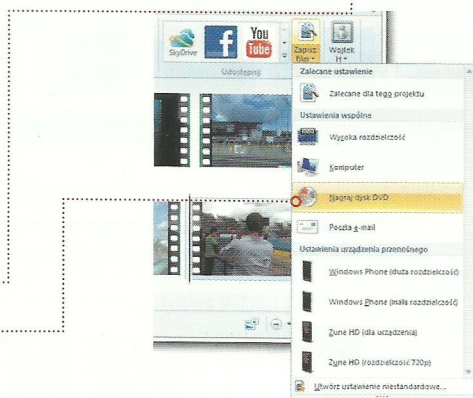 SkyDrive
f
You
Tube
Zapisz
film
Wojtek
H
Udostępnij
Zalecane ustawienie
Zalecane dla tego projektu
Ustawienia wspólne
Wysoka rozdzielczość
Komputer
Nagraj dysk DVD
Poczta e-mail
Ustawienia urządzenia przenośnego
Windows Phone (duża rozdzielczość)
Windows Phone (mała rozdzielczość)
Zune HD (dla urządzenia)
Zune HD (rozdzielczość 720p)
Utwórz ustawienie niestandardowe...